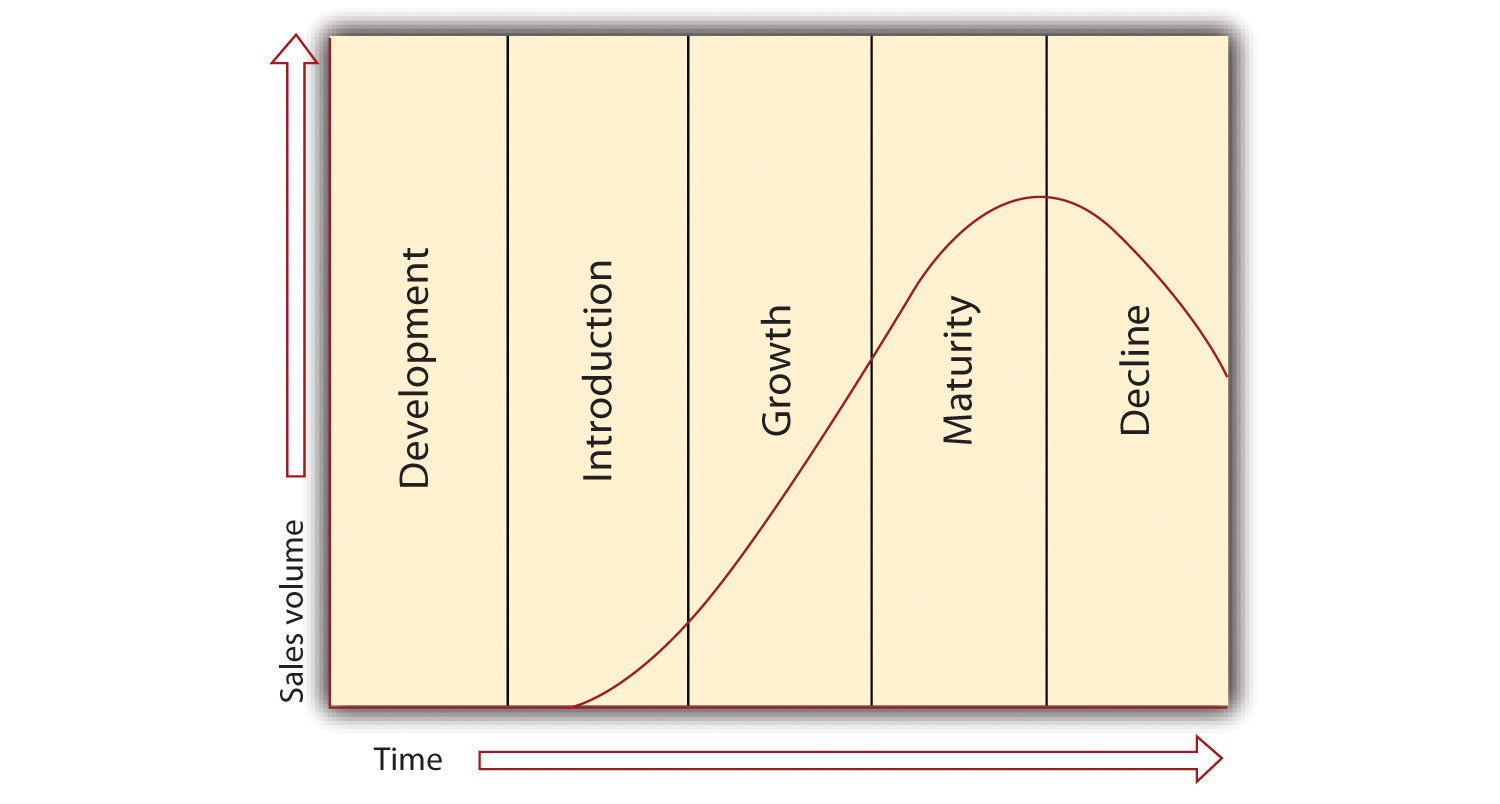 Sales volume
Development
Introduction
Growth
Maturity
Decline
Time